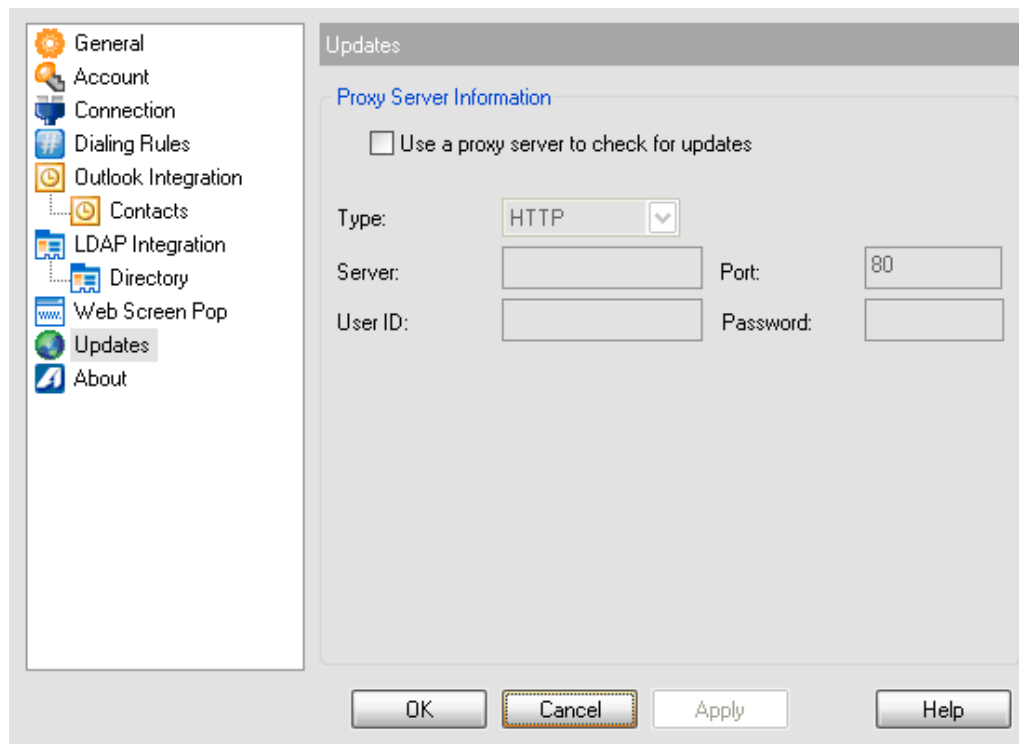 General
Account
Connection
Dialing Rules
Outlook Integration
Contacts
LDAP Integration
Directory
www.
Web Screen Pop
Updates
About
Updates
Proxy Server Information
Use a proxy server to check for updates
Type: HTTP
Server: Port: 80
User ID: Password:
OK Cancel Apply Help